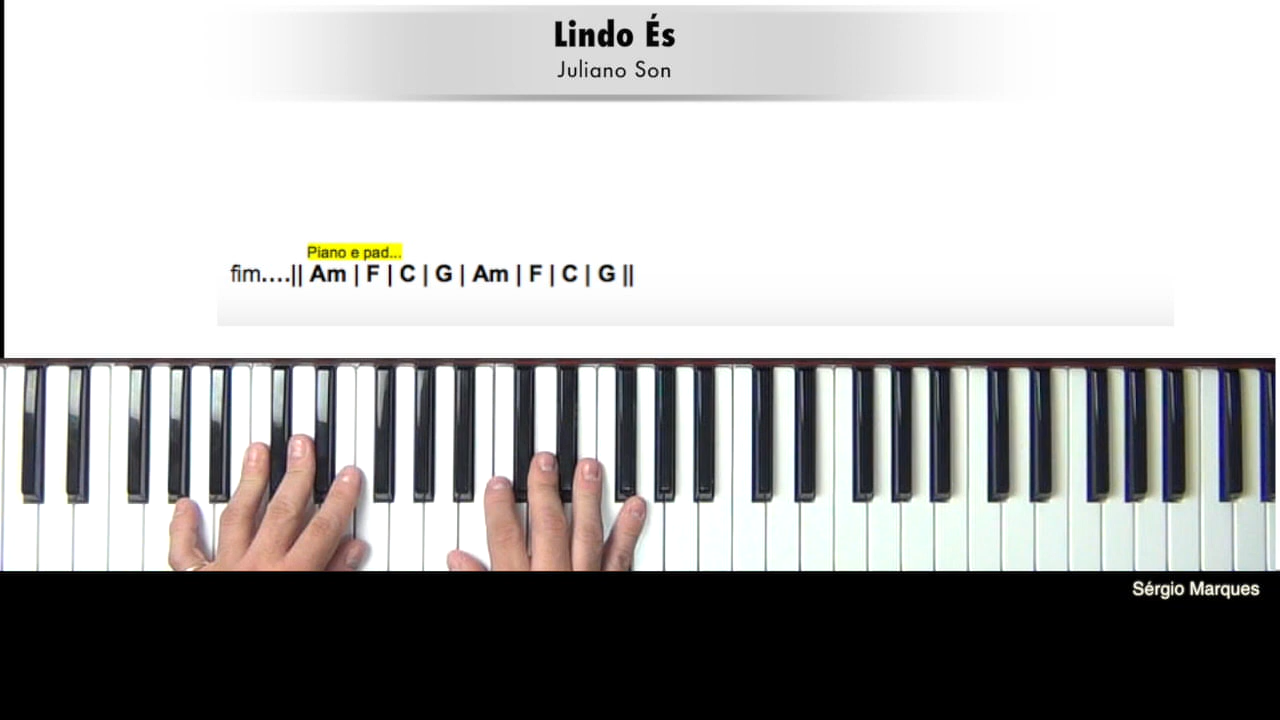 Lindo És
Juliano Son
Piano e pad...
fim....|| Am | F | C | G | Am | F | C | G ||
Sérgio Marques